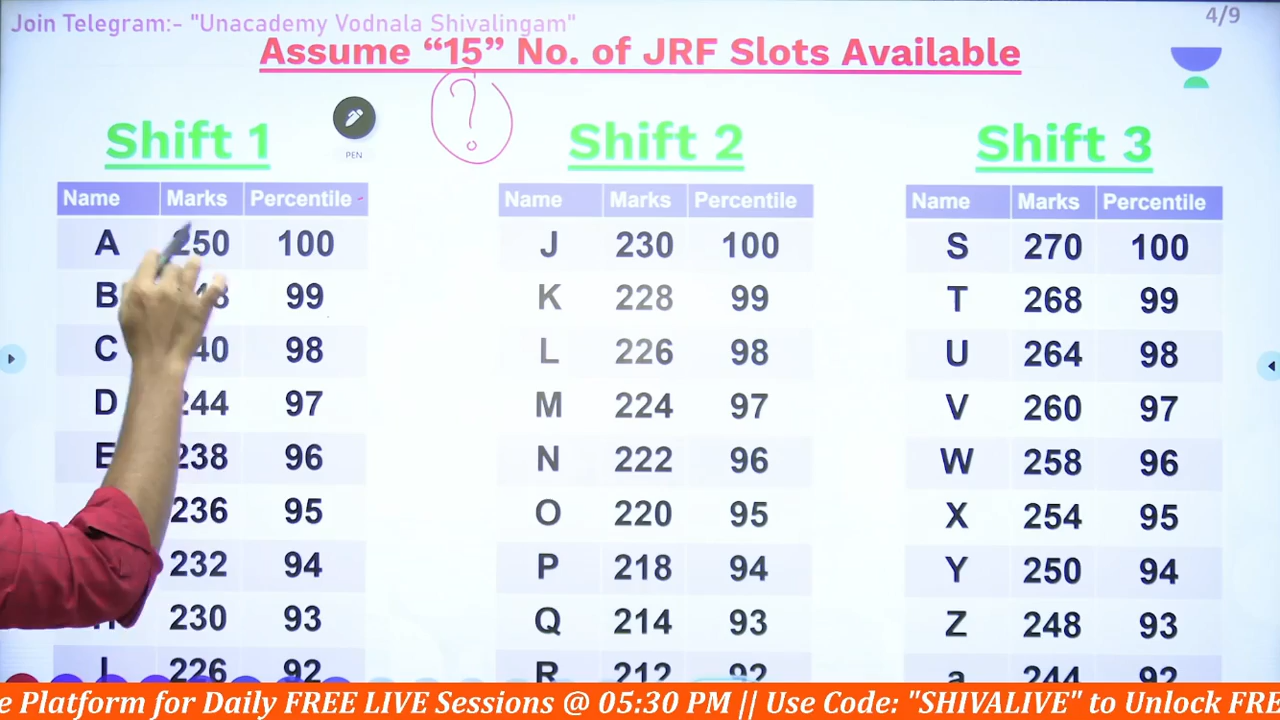 Join Telegram:- "Unacademy Vodnala Shivalingam"
4/9
Assume “15” No. of JRF Slots Available
?
PEN
Shift 1
Name Marks Percentile
A 250 100
B 99
C 98
D 244 97
E 238 96
236 95
232 94
230 93
I 226 92
Shift 2
Name Marks Percentile
J 230 100
K 228 99
L 226 98
M 224 97
N 222 96
O 220 95
P 218 94
Q 214 93
R 212 92
Shift 3
Name Marks Percentile
S 270 100
T 268 99
U 264 98
V 260 97
W 258 96
X 254 95
Y 250 94
Z 248 93
a 244 92
e Platform for Daily FREE LIVE Sessions @ 05:30 PM || Use Code: "SHIVALIVE" to Unlock FRE